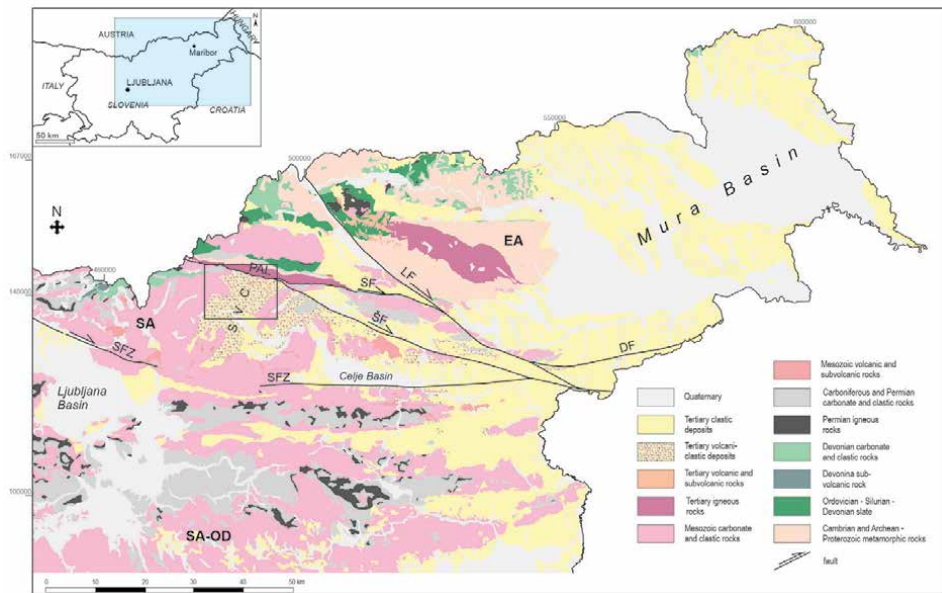 AUSTRIA
HUNGARY
N
Maribor
LJUBLJANA
ITALY
SLOVENIA
CROATIA
50 km
600000
550000
500000
460000
140000
100000
N
Mura Basin
EA
PAL
SF
LF
ŠF
SVC
SA
SFZ
DF
SFZ
Celje Basin
Ljubljana
Basin
SA-OD
Quaternary
Tertiary clastic
deposits
Tertiary volcani-
clastic deposits
Tertiary volcanic and
subvolcanic rocks
Tertiary igneous
rocks
Mesozoic carbonate
and clastic rocks
Mesozoic volcanic and
subvolcanic rocks
Carboniferous and Permian
carbonate and clastic rocks
Permian igneous
rocks
Devonian carbonate
and clastic rocks
Devonina sub-
volcanic rock
Ordovician - Silurian -
Devonian slate
Cambrian and Archean -
Proterozoic metamorphic rocks
fault
0 10 20 30 40 50 km